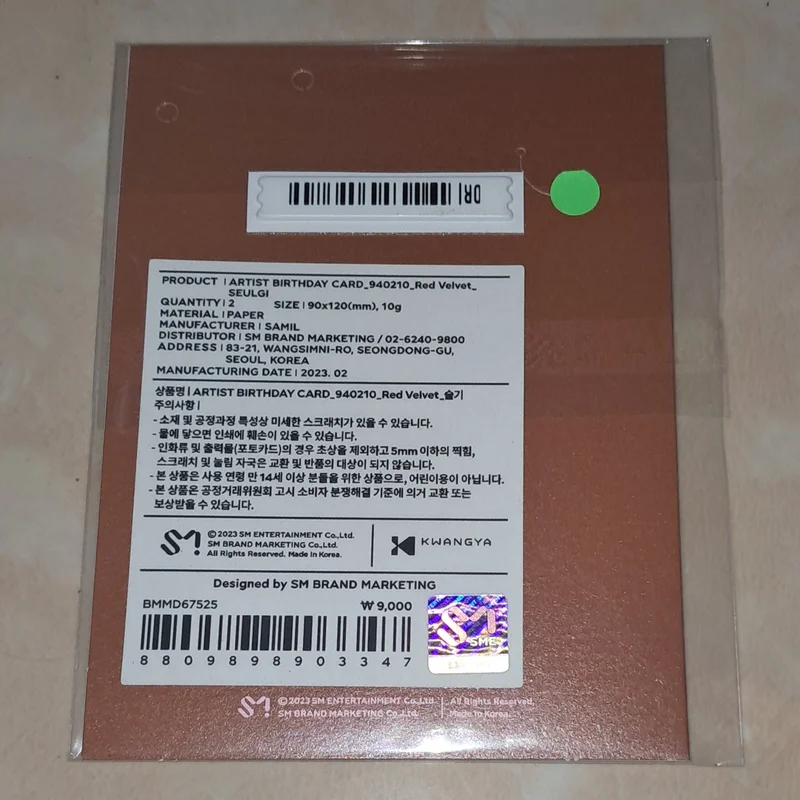 DRI
PRODUCT | ARTIST BIRTHDAY CARD_940210_Red Velvet_
SEULGI
QUANTITY | 2 SIZE | 90x120(mm), 10g
MATERIAL | PAPER
MANUFACTURER | SAMIL
DISTRIBUTOR | SM BRAND MARKETING / 02-6240-9800
ADDRESS | 83-21, WANGSIMNI-RO, SEONGDONG-GU,
SEOUL, KOREA
MANUFACTURING DATE | 2023. 02
상품명 | ARTIST BIRTHDAY CARD_940210_Red Velvet_슬기
주의사항 |
- 소재 및 공정과정 특성상 미세한 스크래치가 있을 수 있습니다.
- 물에 닿으면 인쇄에 훼손이 있을 수 있습니다.
- 인화류 및 출력물(포토카드)의 경우 초상을 제외하고 5mm 이하의 찍힘,
스크래치 및 눌림 자국은 교환 및 반품의 대상이 되지 않습니다.
- 본 상품은 사용 연령 만 14세 이상 분들을 위한 상품으로, 어린이용이 아닙니다.
- 본 상품은 공정거래위원회 고시 소비자 분쟁해결 기준에 의거 교환 또는
보상받을 수 있습니다.
SM! © 2023 SM ENTERTAINMENT Co.,Ltd.
SM BRAND MARKETING Co.,Ltd.
All Rights Reserved. Made in Korea.
KWANGYA
Designed by SM BRAND MARKETING
BMMD67525 ₩ 9,000
8809898903347
SM
SME
SM! © 2023 SM ENTERTAINMENT Co.,Ltd. | All Rights Reserved.
SM BRAND MARKETING Co.,Ltd. | Made in Korea.